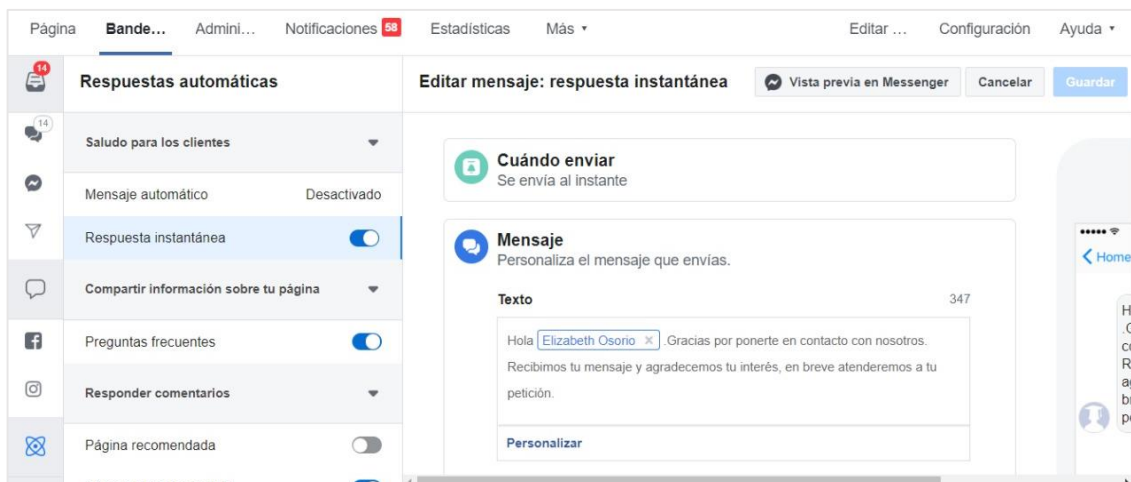 Página Bande... Admini... Notificaciones 58 Estadísticas Más Editar ... Configuración Ayuda
14
Respuestas automáticas
Editar mensaje: respuesta instantánea Vista previa en Messenger Cancelar Guardar
14
Saludo para los clientes
Mensaje automático Desactivado
Respuesta instantánea
Compartir información sobre tu página
Preguntas frecuentes
Responder comentarios
Página recomendada
Cuándo enviar
Se envía al instante
Mensaje
Personaliza el mensaje que envías.
Texto 347
Hola Elizabeth Osorio × .Gracias por ponerte en contacto con nosotros.
Recibimos tu mensaje y agradecemos tu interés, en breve atenderemos a tu
petición.
Personalizar
Home